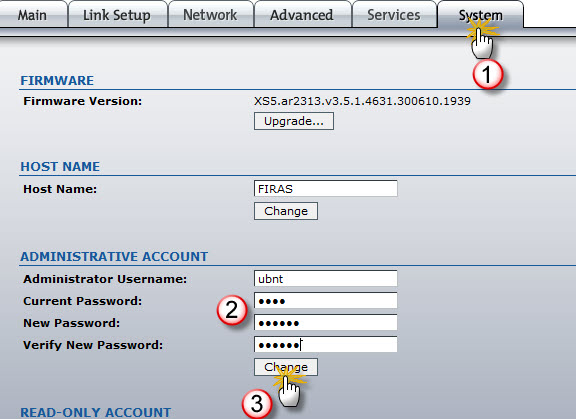 Main Link Setup Network Advanced Services System
1
FIRMWARE
Firmware Version: XS5.ar2313.v3.5.1.4631.300610.1939
Upgrade...
HOST NAME
Host Name: FIRAS
Change
ADMINISTRATIVE ACCOUNT
Administrator Username: ubnt
Current Password: ••••
2
New Password: ••••••
Verify New Password: ••••••
Change
3
READ-ONLY ACCOUNT